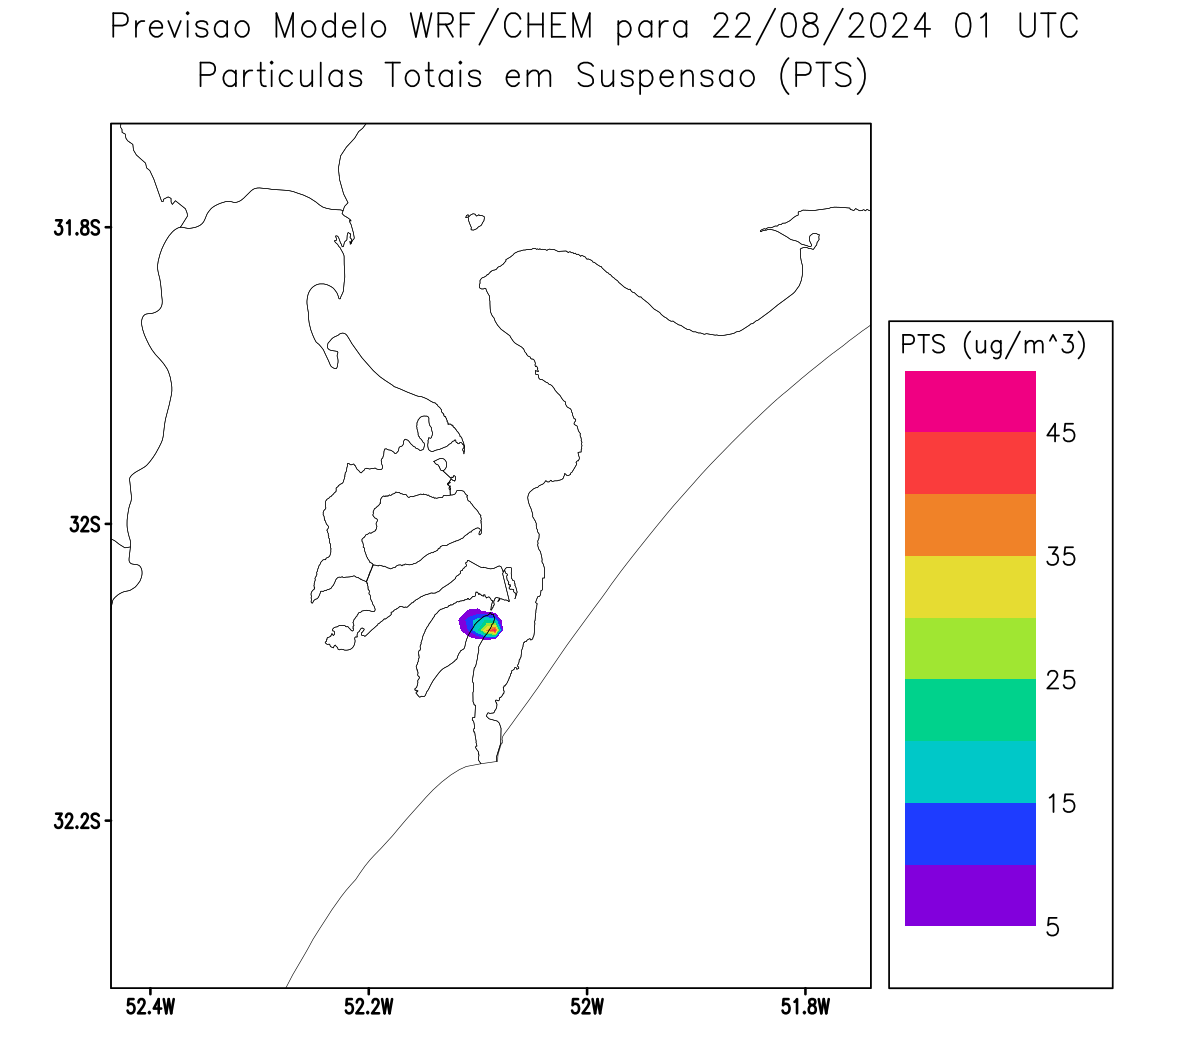 Previsao Modelo WRF/CHEM para 22/08/2024 01 UTC
Particulas Totais em Suspensao (PTS)
31.8S
32S
32.2S
52.4W
52.2W
52W
51.8W
PTS (ug/m^3)
45
35
25
15
5